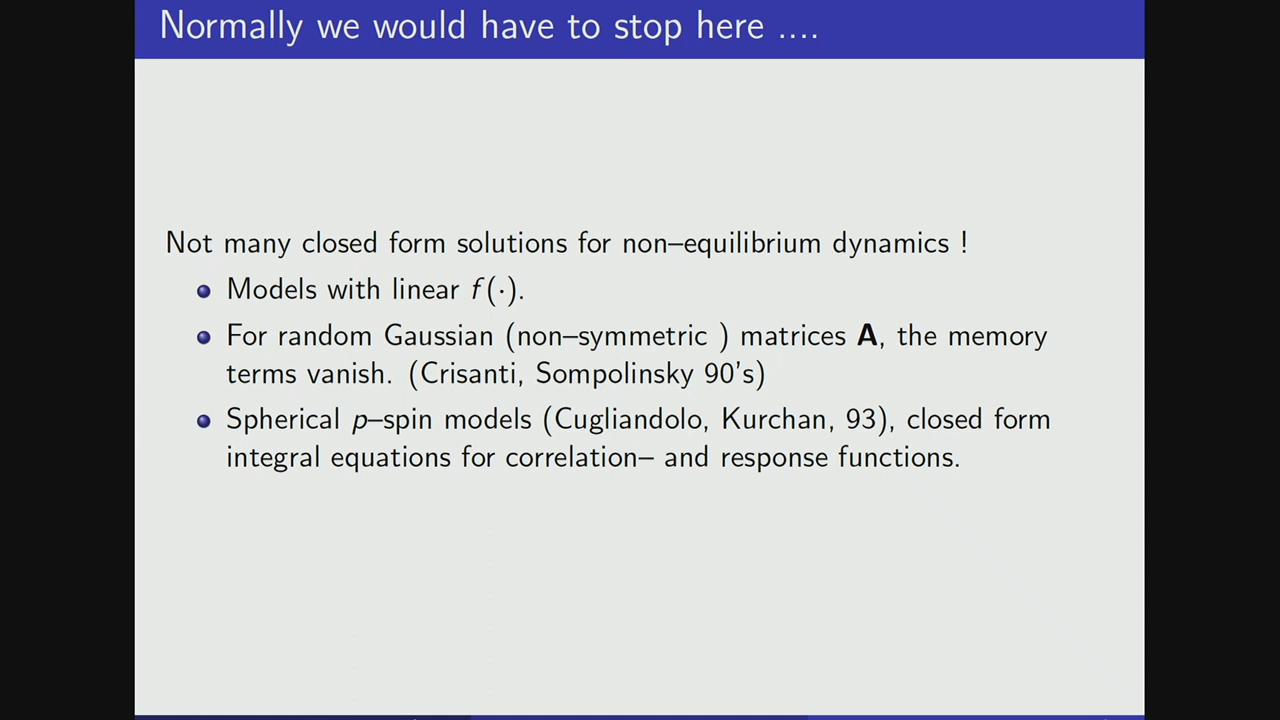 Normally we would have to stop here ....
Not many closed form solutions for non–equilibrium dynamics !
Models with linear f(·).
For random Gaussian (non–symmetric ) matrices A, the memory
terms vanish. (Crisanti, Sompolinsky 90's)
Spherical p–spin models (Cugliandolo, Kurchan, 93), closed form
integral equations for correlation– and response functions.